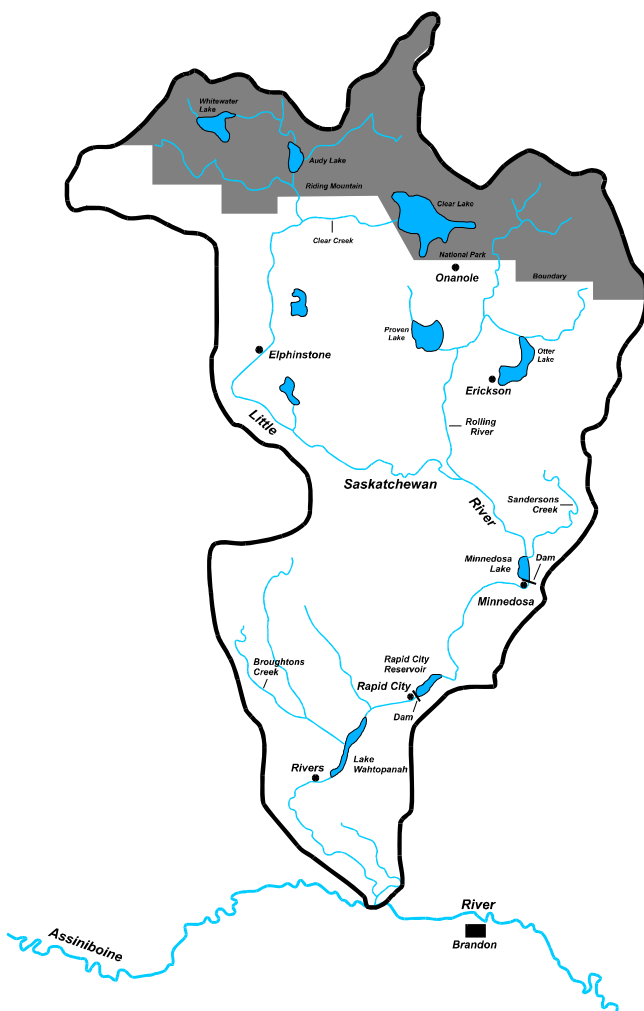 Whitewater
Lake
Audy Lake
Riding Mountain
Clear Lake
Clear Creek
National Park
Onanole
Boundary
Proven
Lake
Otter
Lake
Elphinstone
Erickson
Little
Rolling
River
Saskatchewan
River
Sandersons
Creek
Minnedosa
Lake
Dam
Minnedosa
Broughtons
Creek
Rapid City
Reservoir
Rapid City
Dam
Rivers
Lake
Wahtopanah
Assiniboine
River
Brandon